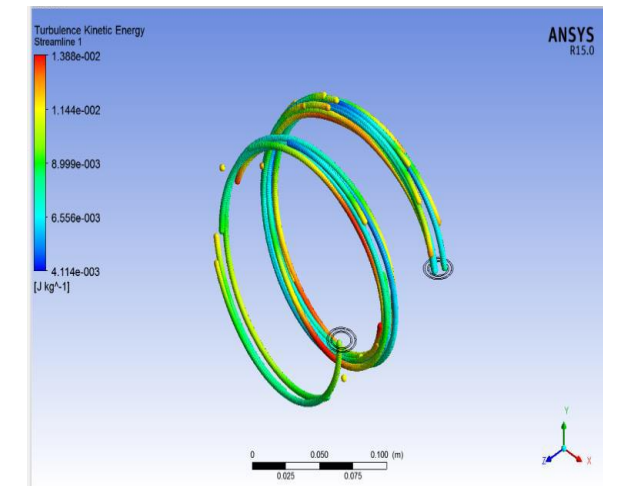 Turbulence Kinetic Energy
Streamline 1
1.388e-002
1.144e-002
8.999e-003
6.556e-003
4.114e-003
[J kg^-1]
ANSYS
R15.0
0 0.050 0.100 (m)
0.025 0.075
Y
Z X